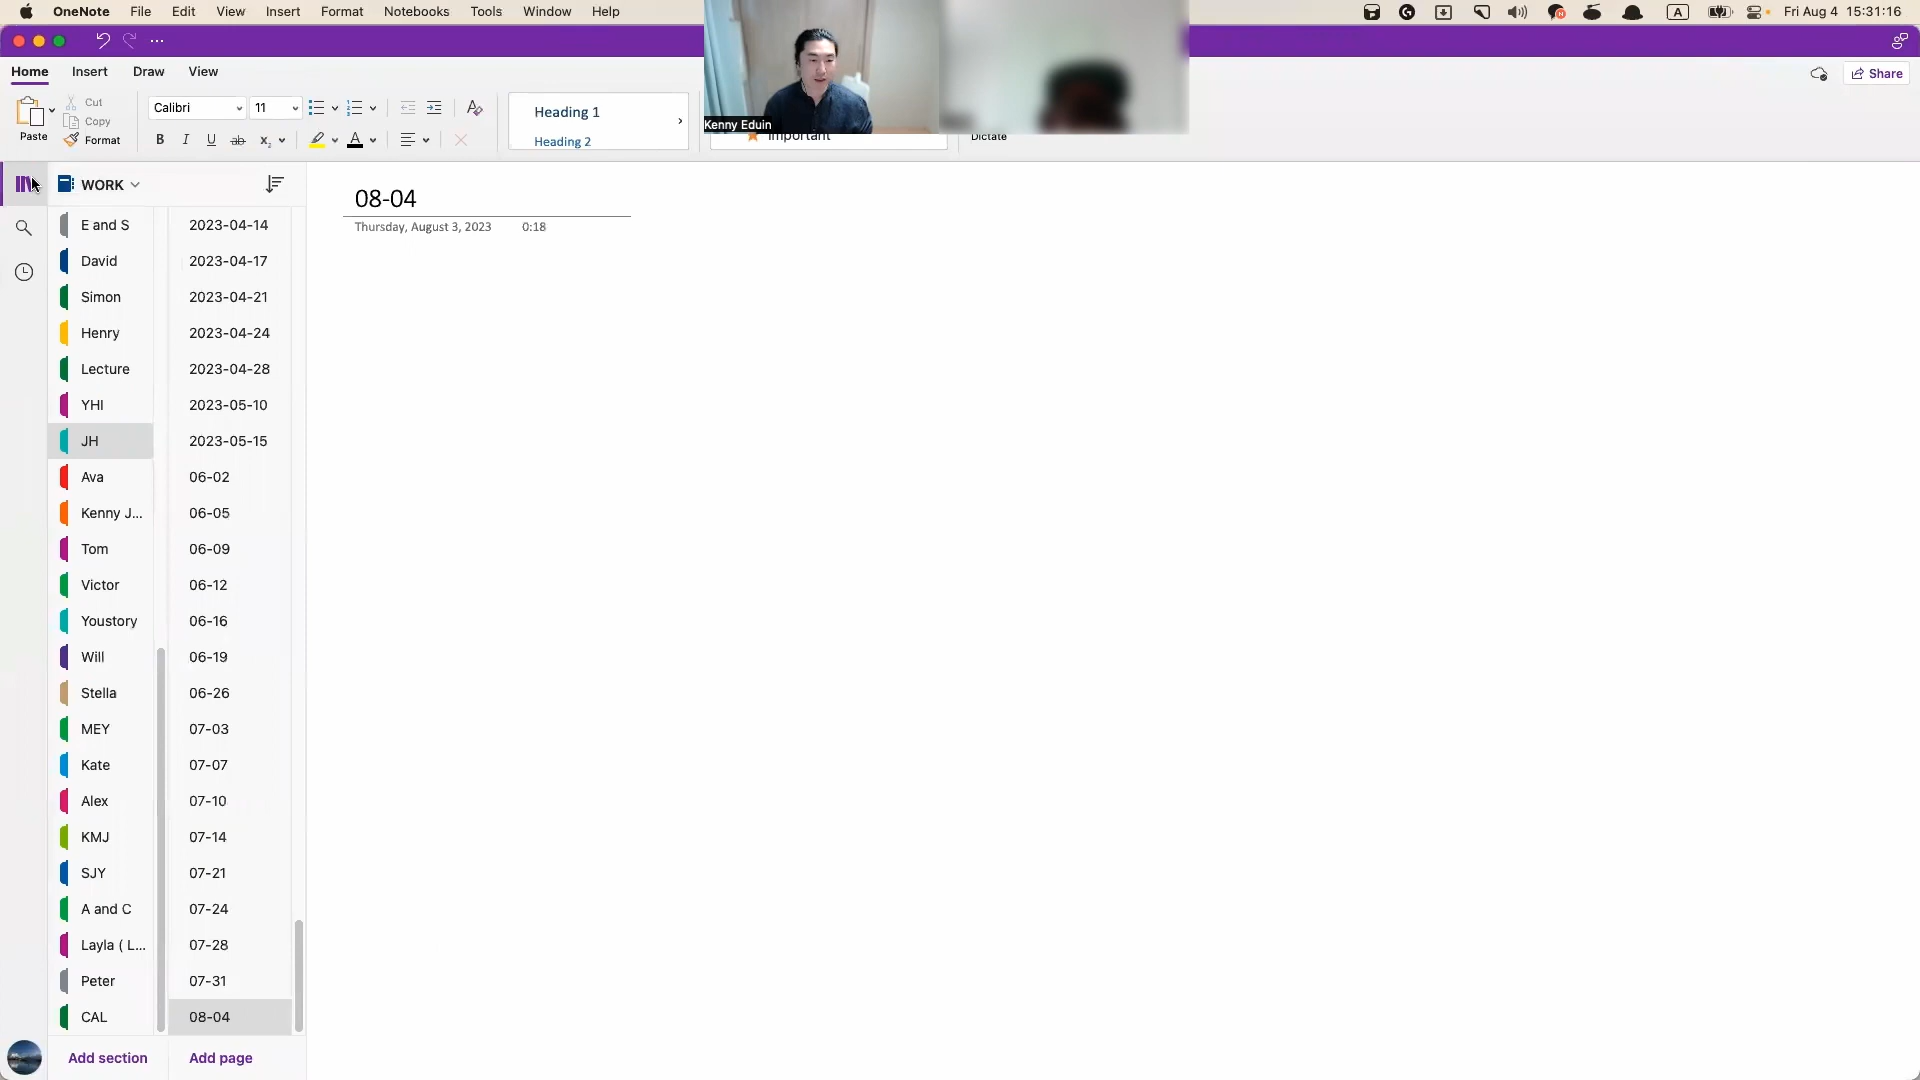 OneNote File Edit View Insert Format Notebooks Tools Window Help
A
Fri Aug 4 15:31:16
Home Insert Draw View
Share
Paste
Cut
Copy
Format
Calibri 11
B I U ab x₂ A
Heading 1
Heading 2
Kenny Eduin
Important
Dictate
WORK
E and S
David
Simon
Henry
Lecture
YHI
JH
Ava
Kenny J...
Tom
Victor
Youstory
Will
Stella
MEY
Kate
Alex
KMJ
SJY
A and C
Layla ( L...
Peter
CAL
Add section
2023-04-14
2023-04-17
2023-04-21
2023-04-24
2023-04-28
2023-05-10
2023-05-15
06-02
06-05
06-09
06-12
06-16
06-19
06-26
07-03
07-07
07-10
07-14
07-21
07-24
07-28
07-31
08-04
Add page
08-04
Thursday, August 3, 2023 0:18